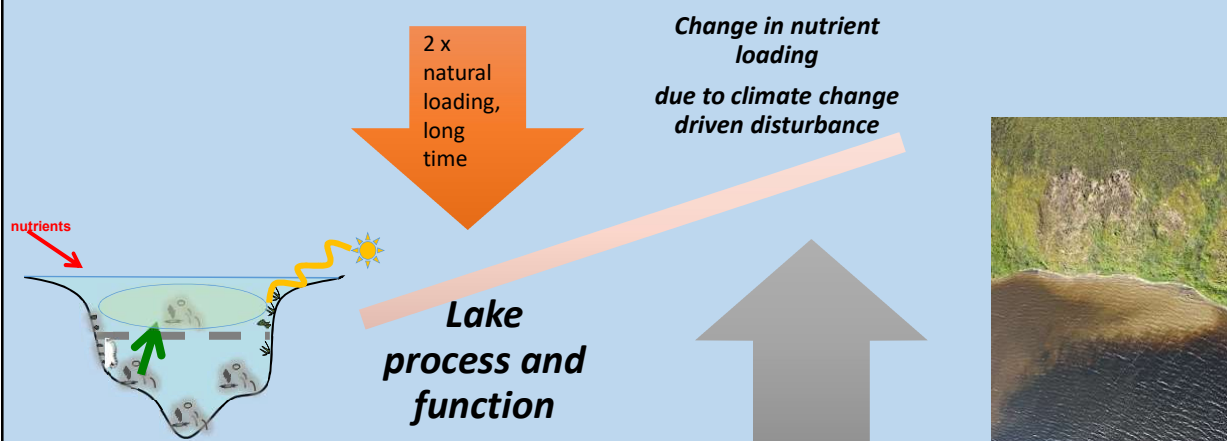 2 x
natural
loading,
long
time
Change in nutrient
loading
due to climate change
driven disturbance
nutrients
Lake
process and
function